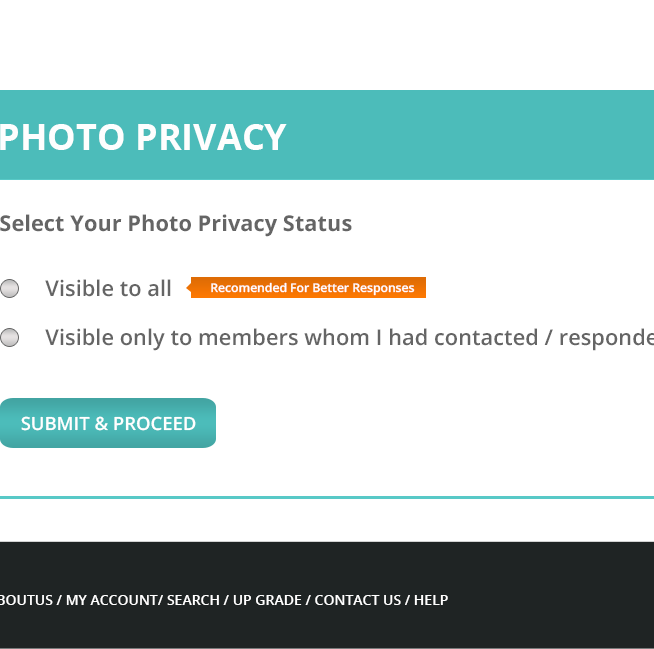 PHOTO PRIVACY
Select Your Photo Privacy Status
Visible to all Recomended For Better Responses
Visible only to members whom I had contacted / responde
SUBMIT & PROCEED
BOUTUS / MY ACCOUNT/ SEARCH / UP GRADE / CONTACT US / HELP